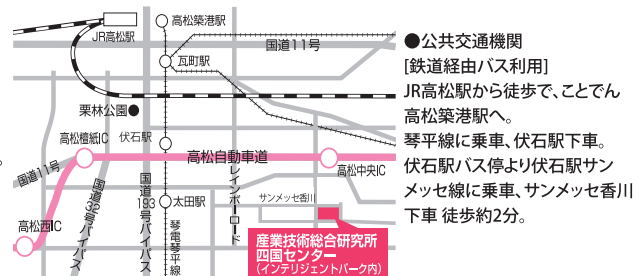 JR高松駅
高松築港駅
国道11号
瓦町駅
栗林公園●
高松檀紙IC
伏石駅
高松自動車道
高松中央IC
国道11号
国道32号バイパス
国道193号バイパス
太田駅
レインボーロード
サンメッセ香川
高松西IC
琴電琴平線
産業技術総合研究所
四国センター
(インテリジェントパーク内)
●公共交通機関
[鉄道経由バス利用]
JR高松駅から徒歩で、ことでん
高松築港駅へ。
琴平線に乗車、伏石駅下車。
伏石駅バス停より伏石駅サン
メッセ線に乗車、サンメッセ香川
下車 徒歩約2分。